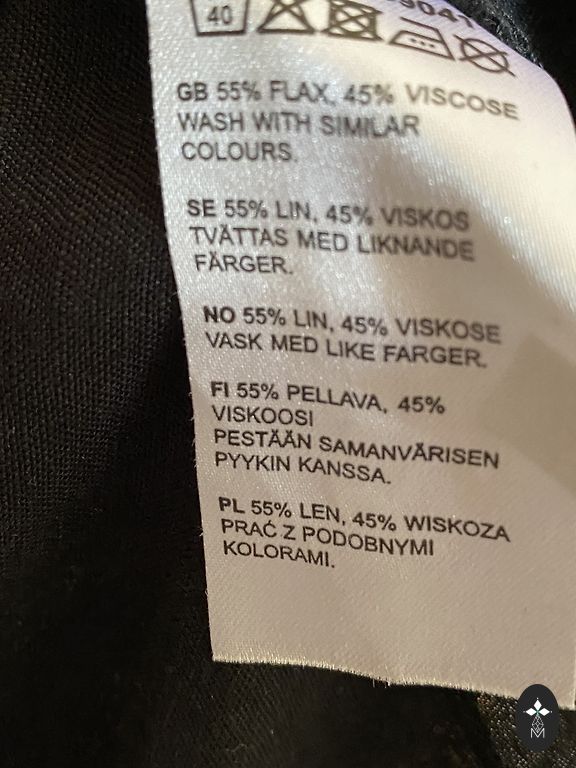 9041
40
GB 55% FLAX, 45% VISCOSE
WASH WITH SIMILAR
COLOURS.
SE 55% LIN, 45% VISKOS
TVÄTTAS MED LIKNANDE
FÄRGER.
NO 55% LIN, 45% VISKOSE
VASK MED LIKE FARGER.
FI 55% PELLAVA, 45%
VISKOOSI
PESTÄÄN SAMANVÄRISEN
PYYKIN KANSSA.
PL 55% LEN, 45% WISKOZA
PRAĆ Z PODOBNYMI
KOLORAMI.
M